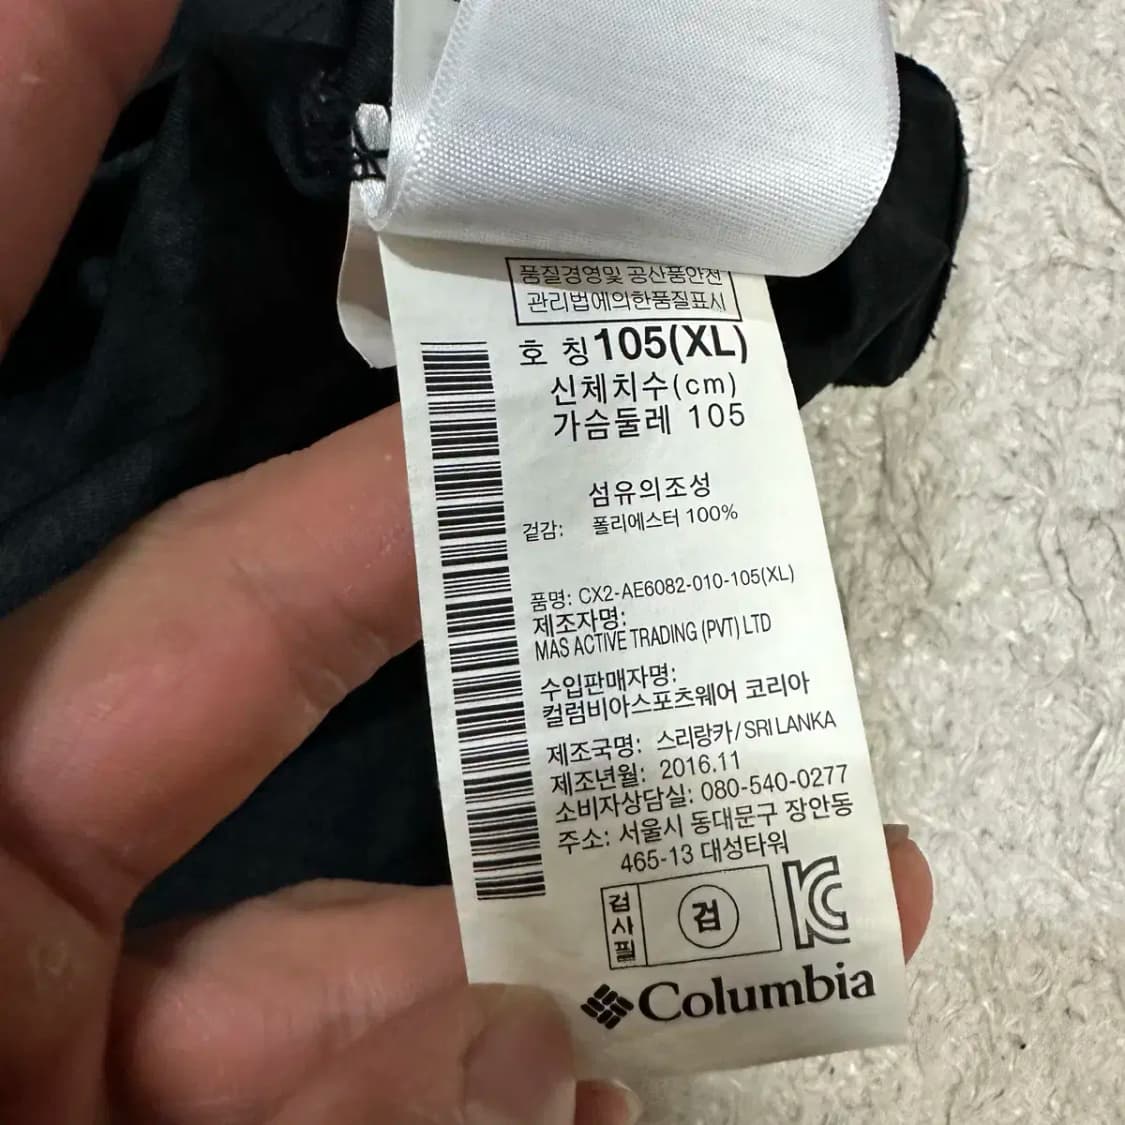 품질경영및 공산품안전
관리법에의한품질표시
호 칭 105(XL)
신체치수(cm)
가슴둘레 105
섬유의조성
겉감: 폴리에스터 100%
품명: CX2-AE6082-010-105(XL)
제조자명:
MAS ACTIVE TRADING (PVT) LTD
수입판매자명:
컬럼비아스포츠웨어 코리아
제조국명: 스리랑카/SRI LANKA
제조년월: 2016.11
소비자상담실: 080-540-0277
주소: 서울시 동대문구 장안동
465-13 대성타워
검사필 검
Columbia